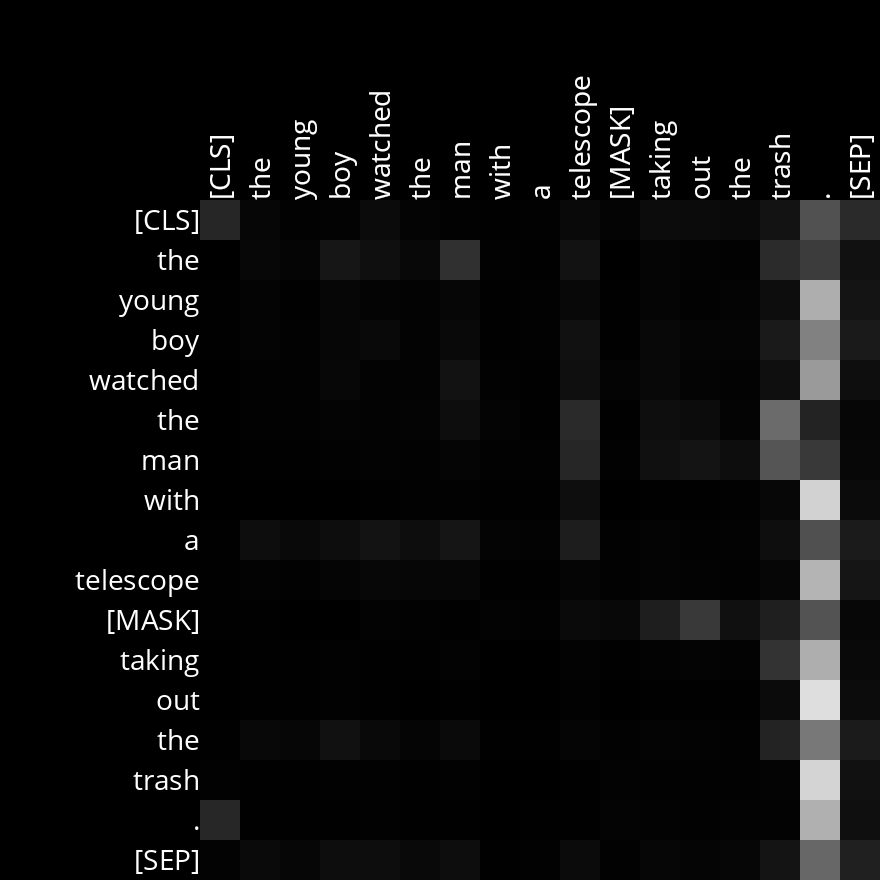 [CLS]
the
young
boy
watched
the
man
with
a
telescope
[MASK]
taking
out
the
trash
.
[SEP]
[CLS]
the
young
boy
watched
the
man
with
a
telescope
[MASK]
taking
out
the
trash
.
[SEP]